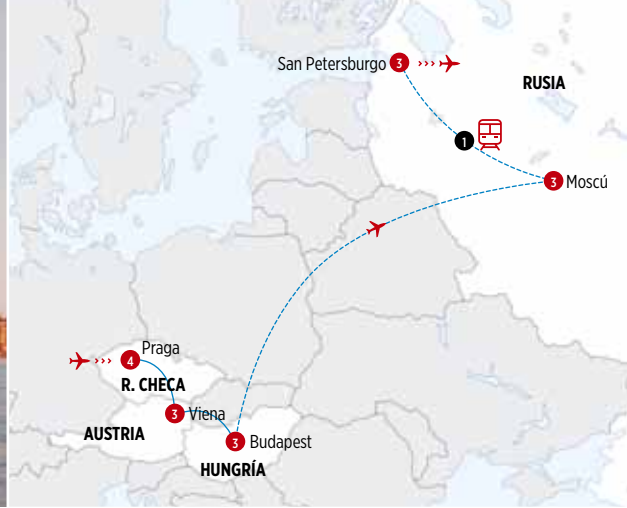 San Petersburgo 3
RUSIA
1
3 Moscú
Praga
4
R. CHECA
3 Viena
AUSTRIA
3 Budapest
HUNGRÍA